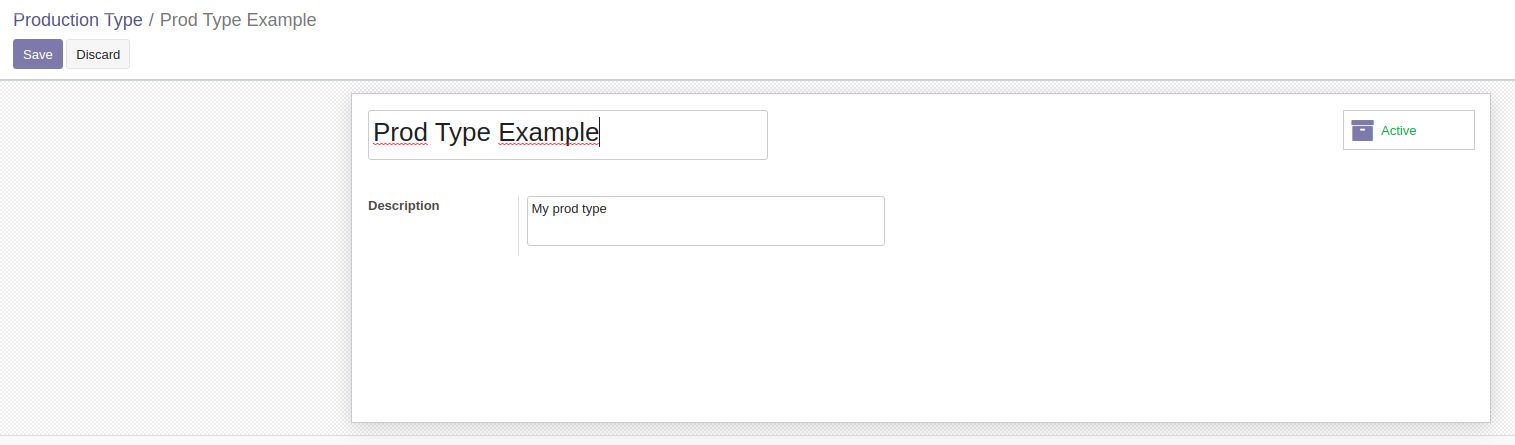 Production Type / Prod Type Example
Save Discard
Prod Type Example
Active
Description
My prod type